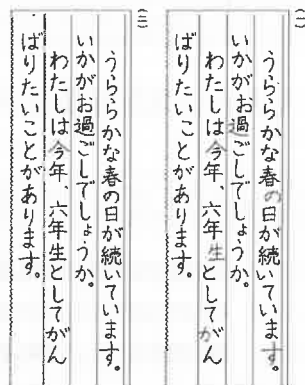 (一)
うららかな春の日が続いています。
いかがお過ごしでしょうか。
わたしは今年、六年生としてがん
ばりたいことがあります。
(二)
うららかな春の日が続いています。
いかがお過ごしでしょうか。
わたしは今年、六年生としてがん
ばりたいことがあります。